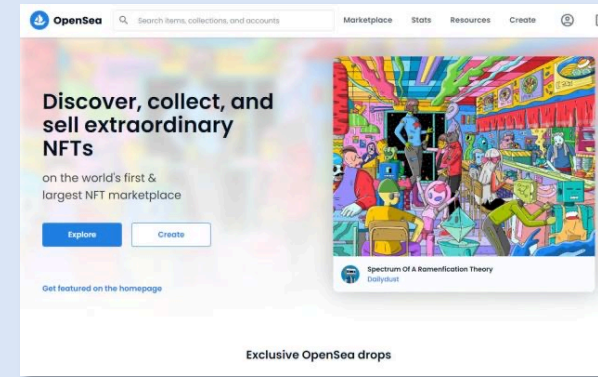 OpenSea
Search items, collections, and accounts
Marketplace Stats Resources Create
Discover, collect, and
sell extraordinary
NFTs
on the world's first &
largest NFT marketplace
Explore Create
Get featured on the homepage
Spectrum Of A Ramenfication Theory
Dailydust
Exclusive OpenSea drops